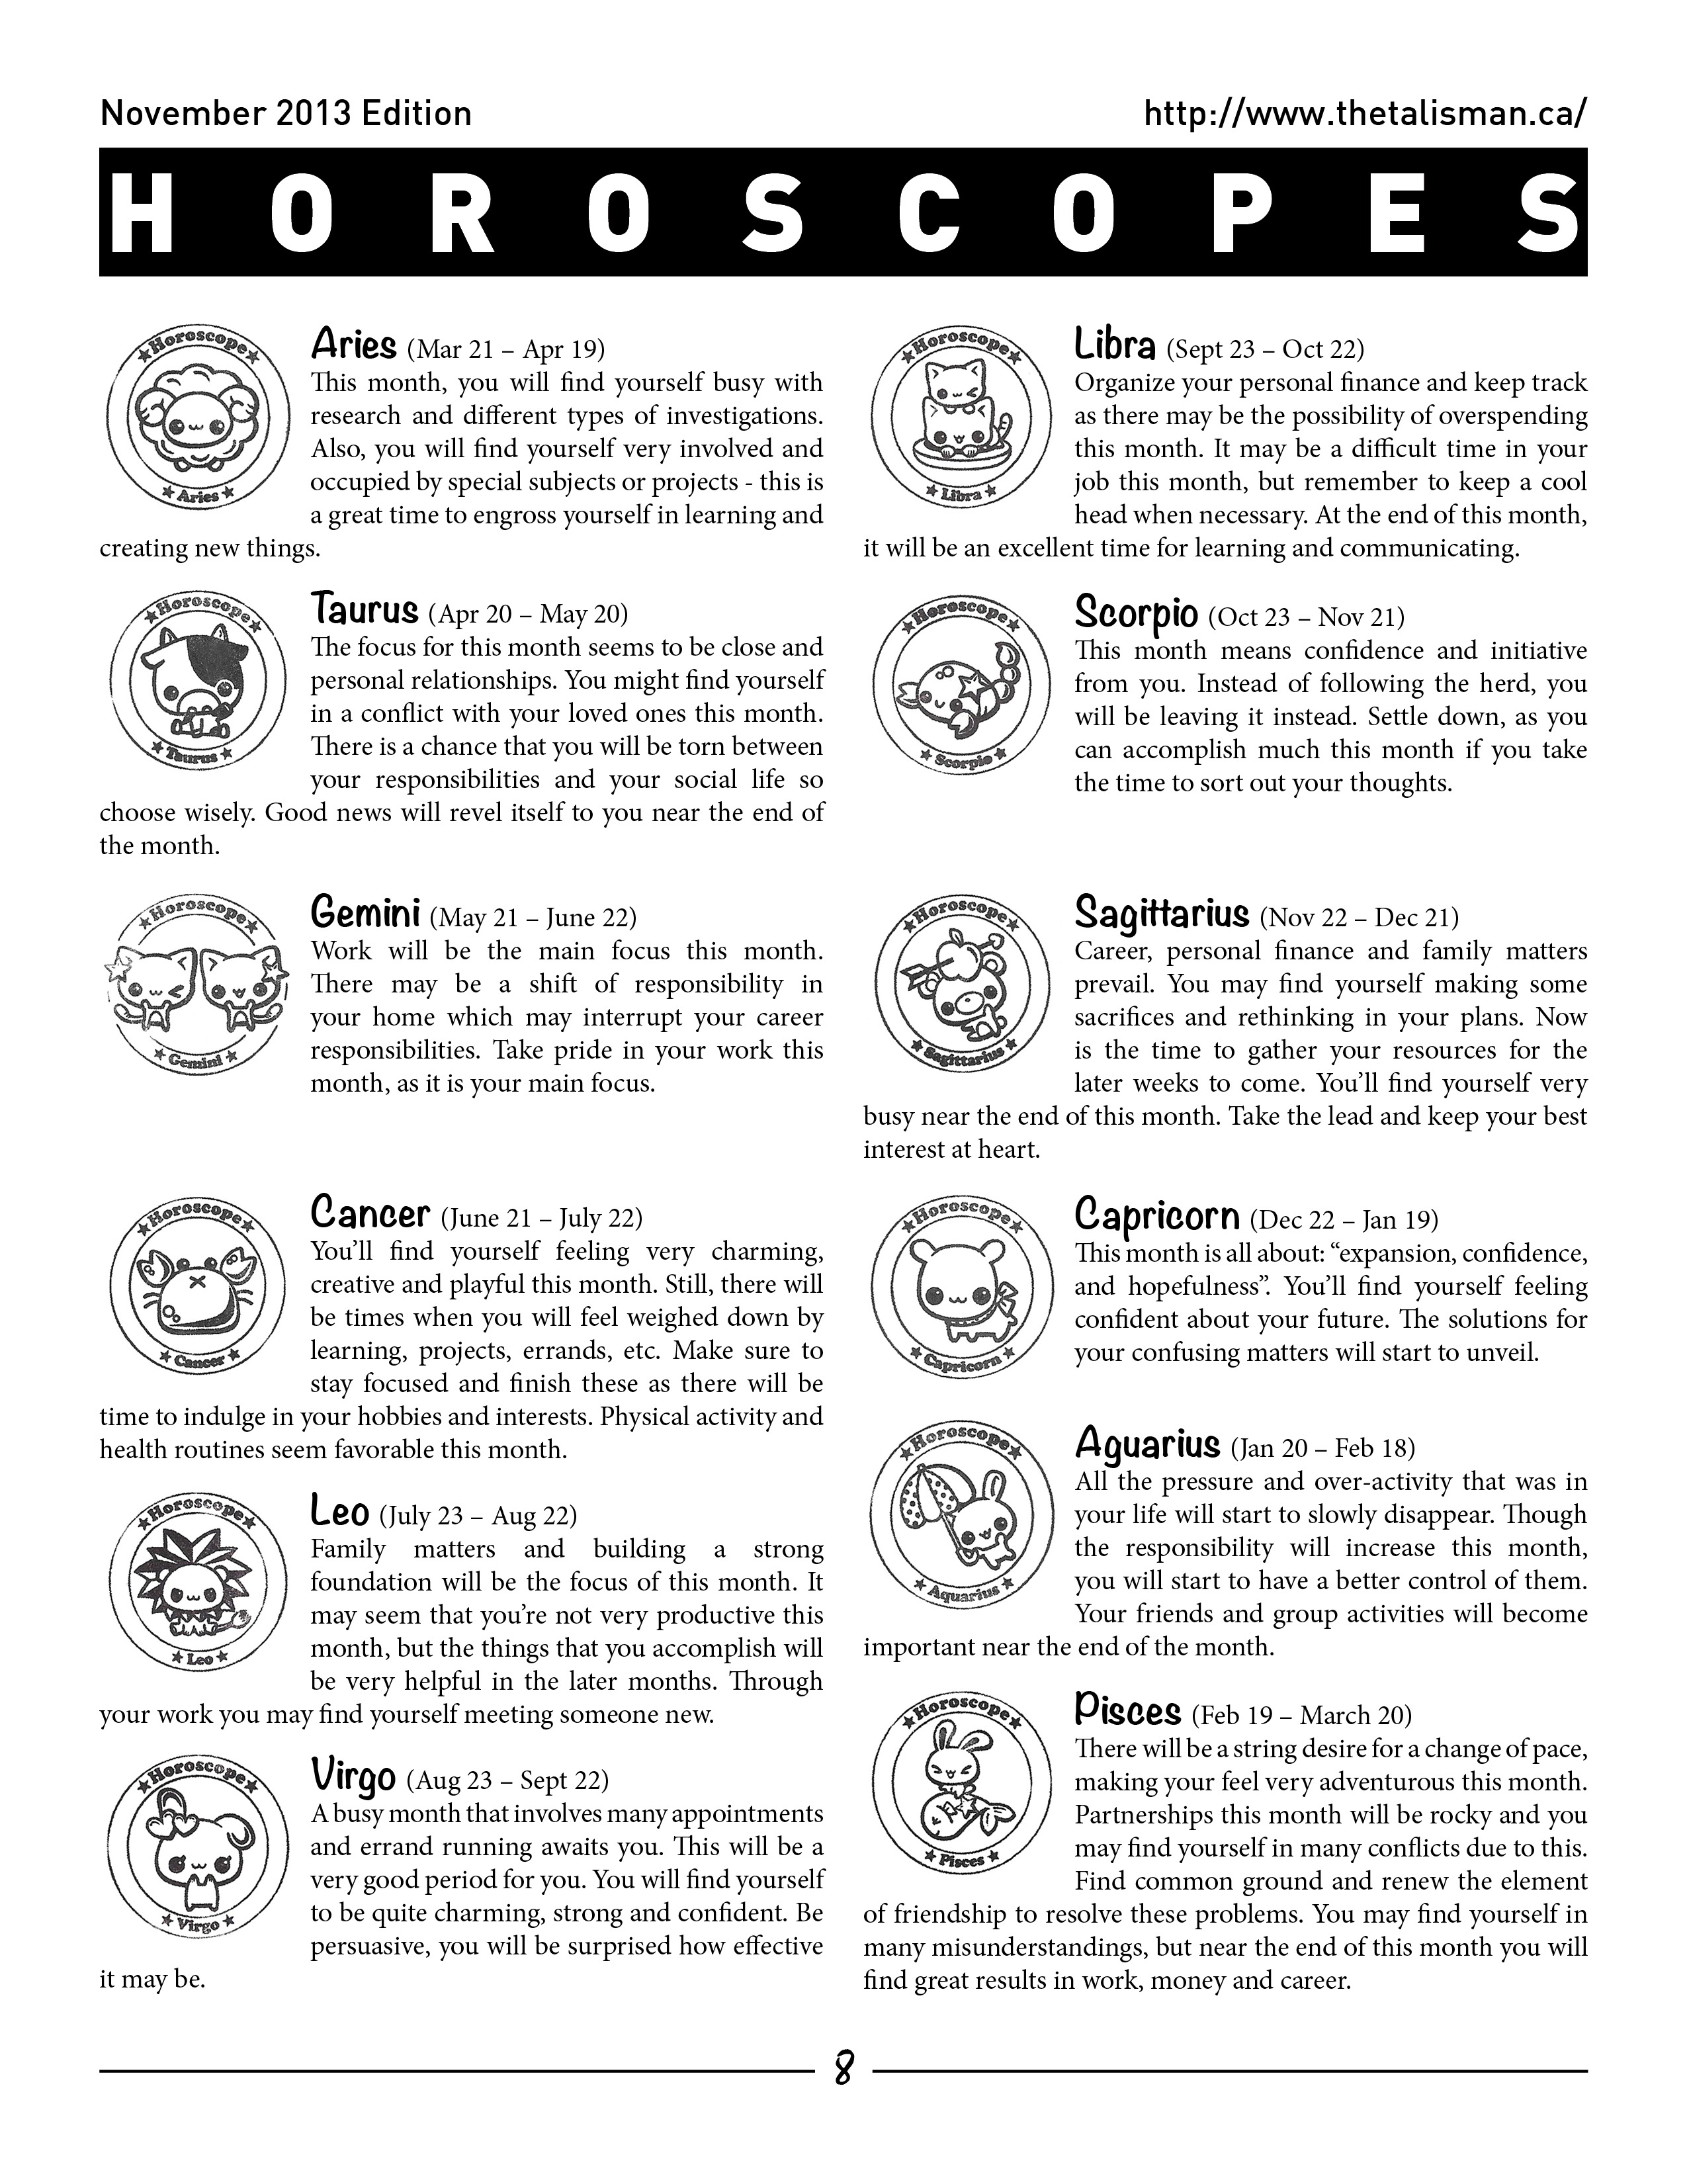 November 2013 Edition
http://www.thetalisman.ca/
HOROSCOPES
Horoscope
Aries
Aries (Mar 21 – Apr 19)
This month, you will find yourself busy with
research and different types of investigations.
Also, you will find yourself very involved and
occupied by special subjects or projects - this is
a great time to engross yourself in learning and
creating new things.
Horoscope
Taurus
Taurus (Apr 20 – May 20)
The focus for this month seems to be close and
personal relationships. You might find yourself
in a conflict with your loved ones this month.
There is a chance that you will be torn between
your responsibilities and your social life so
choose wisely. Good news will revel itself to you near the end of
the month.
Horoscope
Gemini
Gemini (May 21 – June 22)
Work will be the main focus this month.
There may be a shift of responsibility in
your home which may interrupt your career
responsibilities. Take pride in your work this
month, as it is your main focus.
Horoscope
Cancer
Cancer (June 21 – July 22)
You’ll find yourself feeling very charming,
creative and playful this month. Still, there will
be times when you will feel weighed down by
learning, projects, errands, etc. Make sure to
stay focused and finish these as there will be
time to indulge in your hobbies and interests. Physical activity and
health routines seem favorable this month.
Horoscope
Leo
Leo (July 23 – Aug 22)
Family matters and building a strong
foundation will be the focus of this month. It
may seem that you’re not very productive this
month, but the things that you accomplish will
be very helpful in the later months. Through
your work you may find yourself meeting someone new.
Horoscope
Virgo
Virgo (Aug 23 – Sept 22)
A busy month that involves many appointments
and errand running awaits you. This will be a
very good period for you. You will find yourself
to be quite charming, strong and confident. Be
persuasive, you will be surprised how effective
it may be.
Horoscope
Libra
Libra (Sept 23 – Oct 22)
Organize your personal finance and keep track
as there may be the possibility of overspending
this month. It may be a difficult time in your
job this month, but remember to keep a cool
head when necessary. At the end of this month,
it will be an excellent time for learning and communicating.
Horoscope
Scorpio
Scorpio (Oct 23 – Nov 21)
This month means confidence and initiative
from you. Instead of following the herd, you
will be leaving it instead. Settle down, as you
can accomplish much this month if you take
the time to sort out your thoughts.
Horoscope
Sagittarius
Sagittarius (Nov 22 – Dec 21)
Career, personal finance and family matters
prevail. You may find yourself making some
sacrifices and rethinking in your plans. Now
is the time to gather your resources for the
later weeks to come. You’ll find yourself very
busy near the end of this month. Take the lead and keep your best
interest at heart.
Horoscope
Capricorn
Capricorn (Dec 22 – Jan 19)
This month is all about: “expansion, confidence,
and hopefulness”. You’ll find yourself feeling
confident about your future. The solutions for
your confusing matters will start to unveil.
Horoscope
Aquarius
Aquarius (Jan 20 – Feb 18)
All the pressure and over-activity that was in
your life will start to slowly disappear. Though
the responsibility will increase this month,
you will start to have a better control of them.
Your friends and group activities will become
important near the end of the month.
Horoscope
Pisces
Pisces (Feb 19 – March 20)
There will be a string desire for a change of pace,
making your feel very adventurous this month.
Partnerships this month will be rocky and you
may find yourself in many conflicts due to this.
Find common ground and renew the element
of friendship to resolve these problems. You may find yourself in
many misunderstandings, but near the end of this month you will
find great results in work, money and career.
8